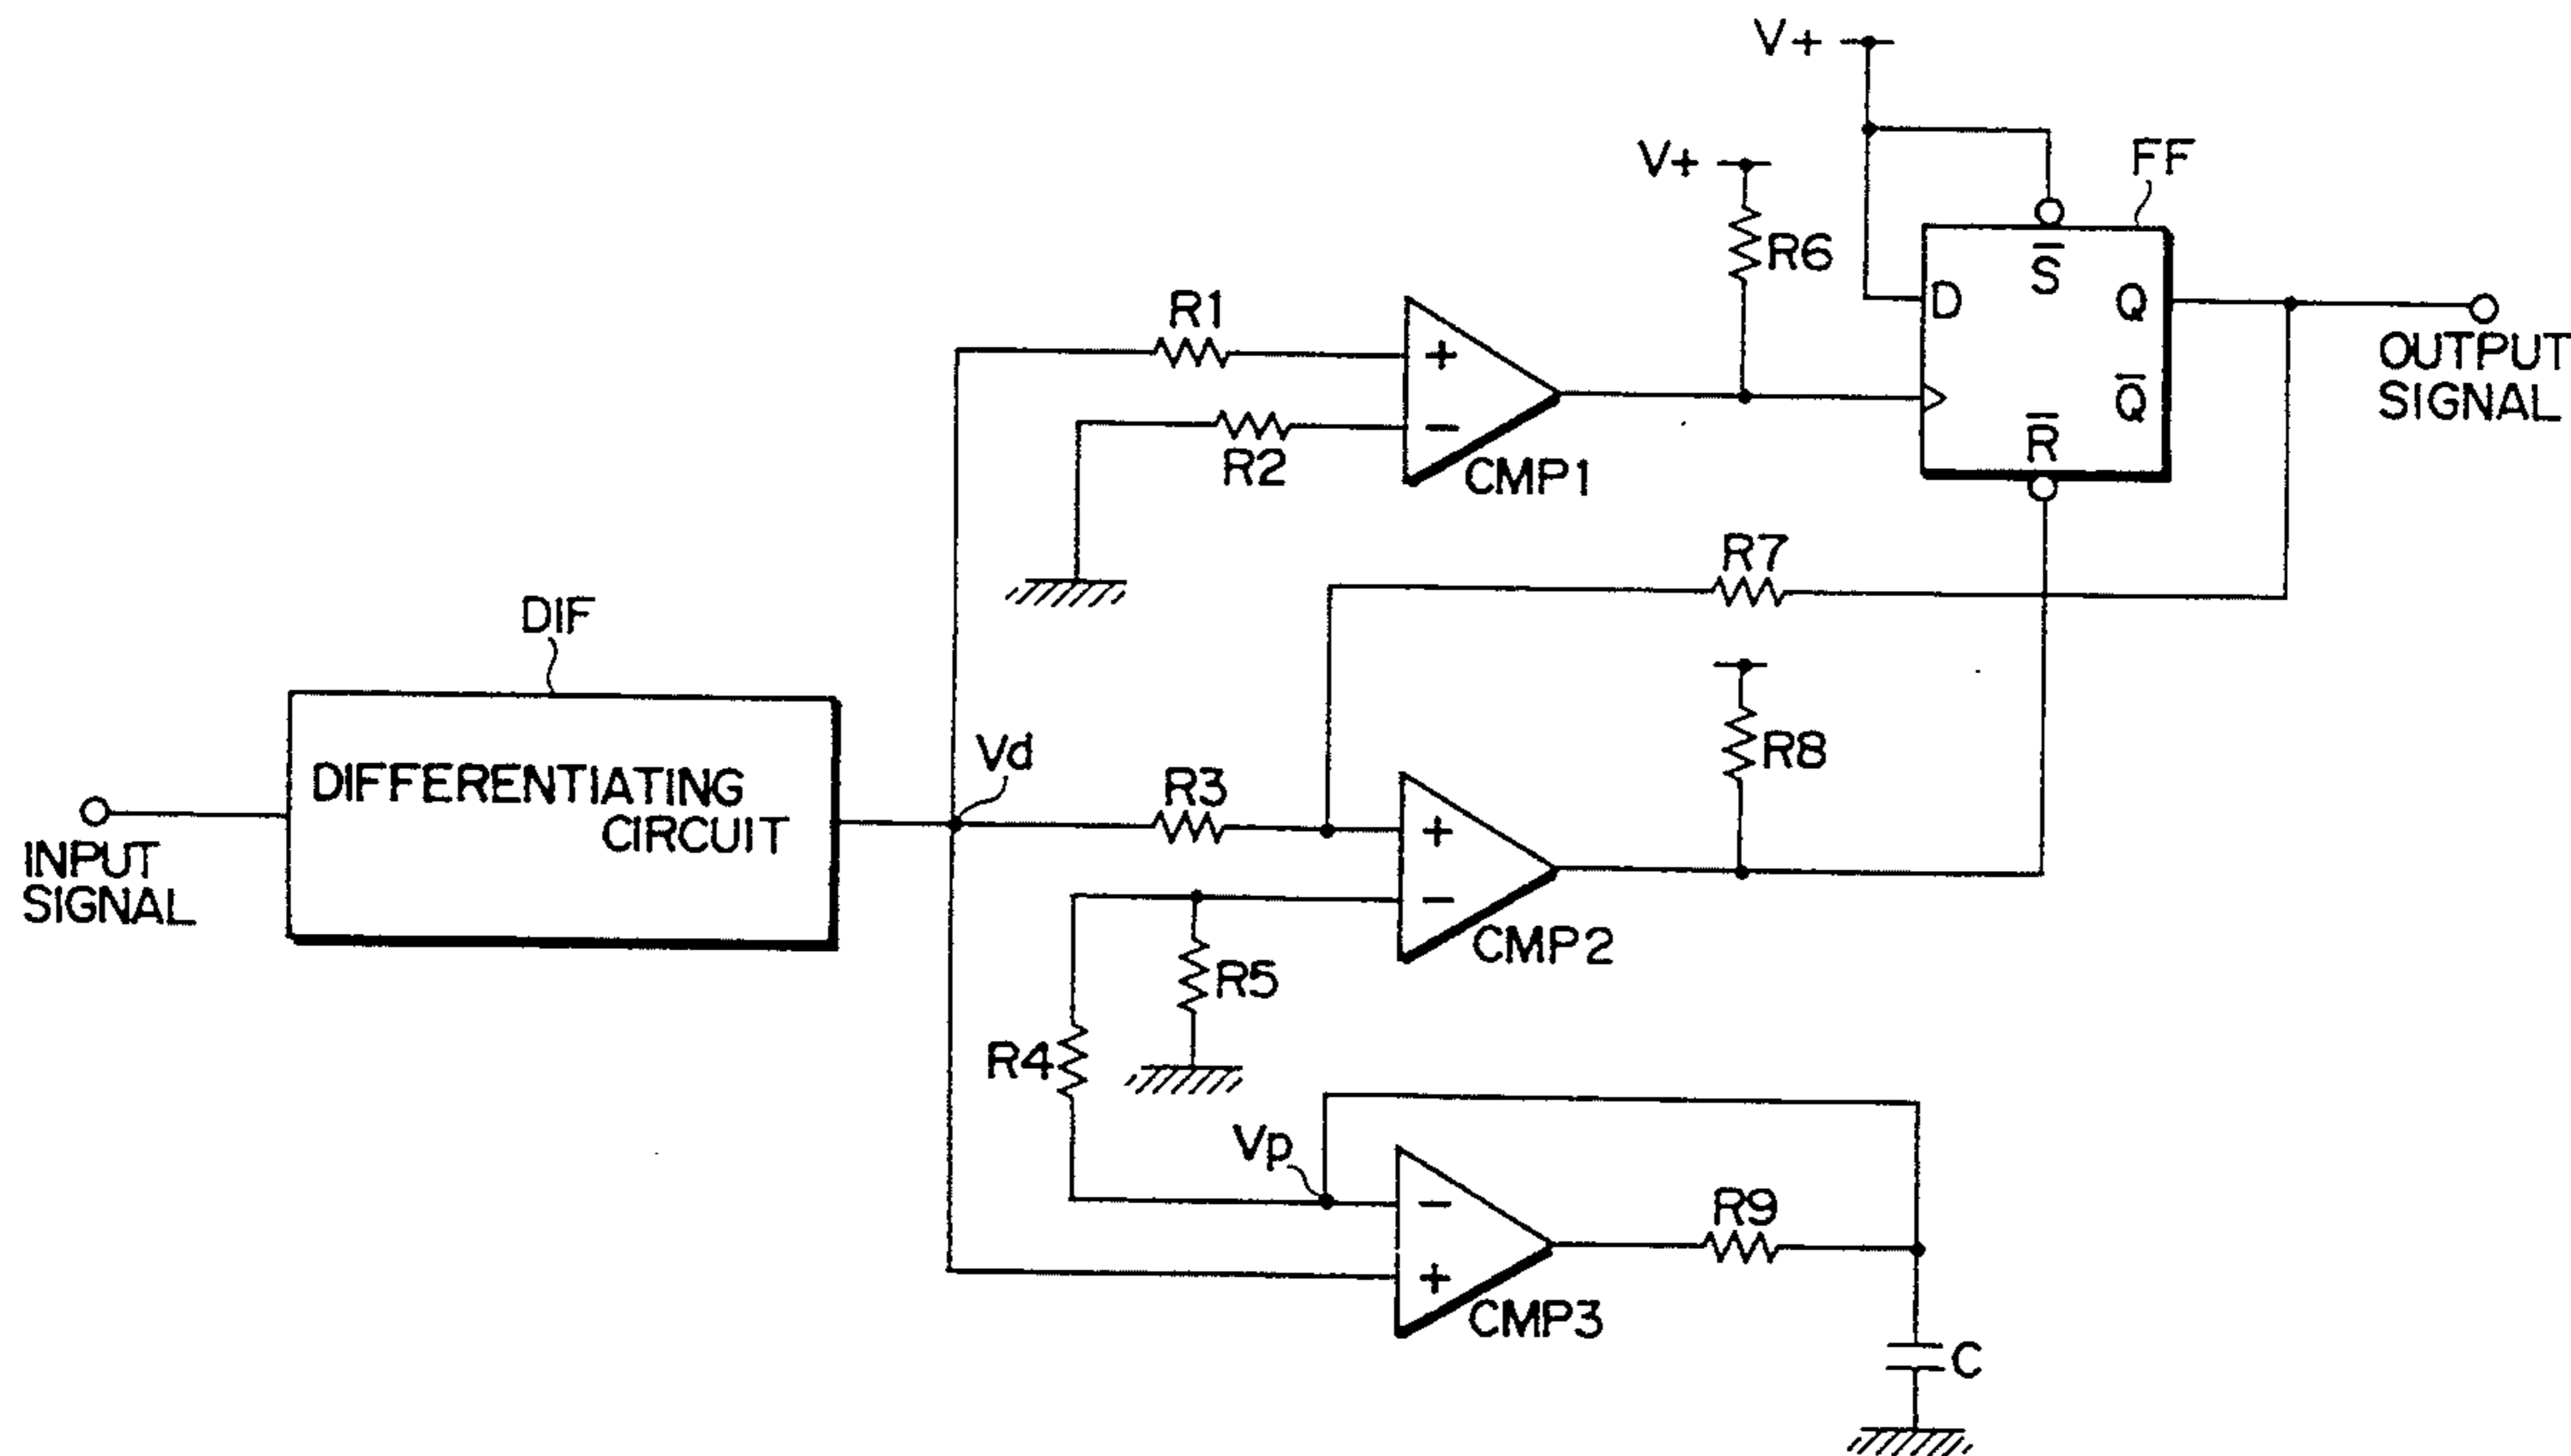 V+
V+
FF
R6
S̅
D
Q
R1
OUTPUT
SIGNAL
Q̅
R̅
R2
CMP1
R7
DIF
Vd
R3
R8
DIFFERENTIATING
CIRCUIT
INPUT
SIGNAL
CMP2
R5
R4
Vp
R9
CMP3
C
+
−
+
−
−
+